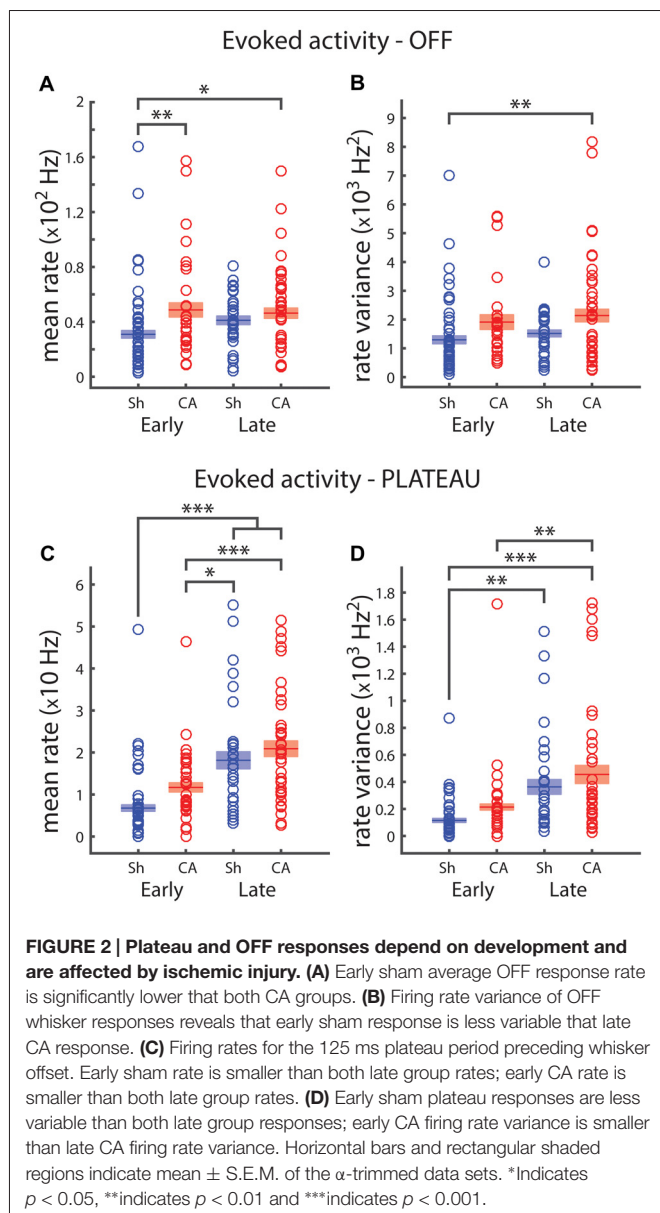 Evoked activity - OFF
A
B
* **
**
mean rate (x10² Hz)
2
1.6
1.2
0.8
0.4
0
rate variance (x10³ Hz²)
9
8
7
6
5
4
3
2
1
0
Sh CA Sh CA
Early Late
Sh CA Sh CA
Early Late
Evoked activity - PLATEAU
C
D
***
***
*
**
***
**
mean rate (x10 Hz)
6
5
4
3
2
1
0
rate variance (x10³ Hz²)
1.8
1.6
1.4
1.2
1
0.8
0.6
0.4
0.2
0
Sh CA Sh CA
Early Late
Sh CA Sh CA
Early Late
FIGURE 2 | Plateau and OFF responses depend on development and
are affected by ischemic injury. (A) Early sham average OFF response rate
is significantly lower that both CA groups. (B) Firing rate variance of OFF
whisker responses reveals that early sham response is less variable that late
CA response. (C) Firing rates for the 125 ms plateau period preceding whisker
offset. Early sham rate is smaller than both late group rates; early CA rate is
smaller than both late group rates. (D) Early sham plateau responses are less
variable than both late group responses; early CA firing rate variance is smaller
than late CA firing rate variance. Horizontal bars and rectangular shaded
regions indicate mean ± S.E.M. of the α-trimmed data sets. *Indicates
p < 0.05, **indicates p < 0.01 and ***indicates p < 0.001.